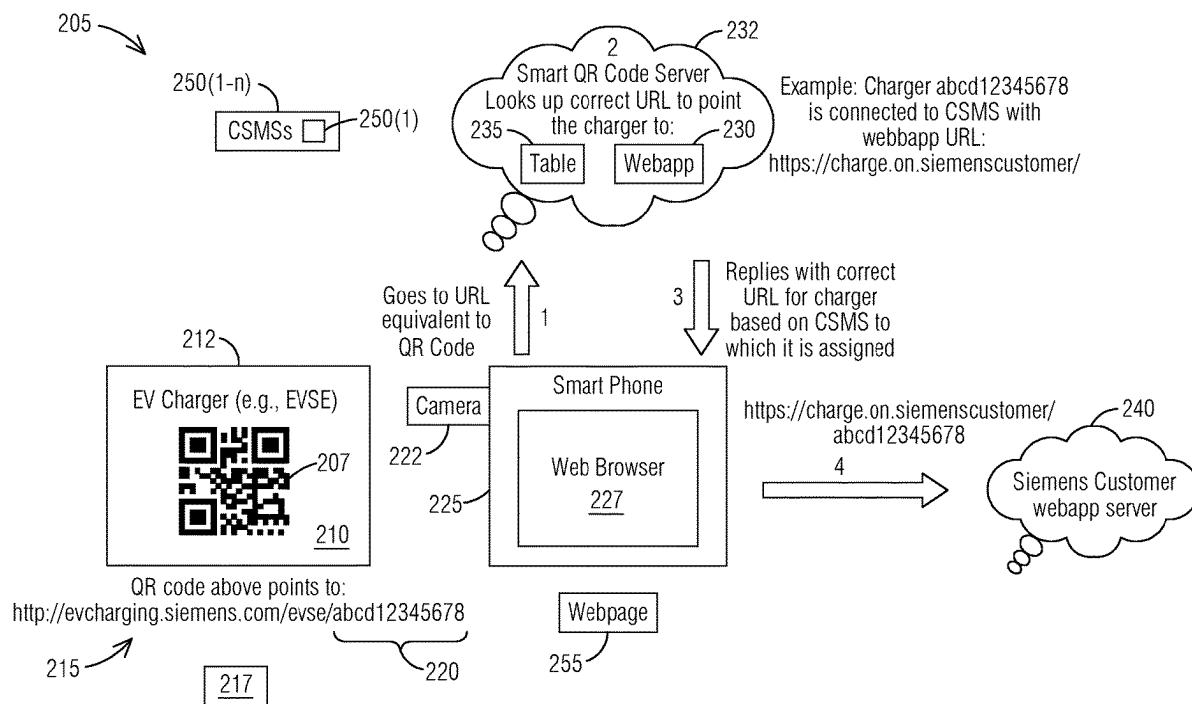 205
250(1-n)
CSMSs
250(1)
2
Smart QR Code Server
Looks up correct URL to point
the charger to:
235
230
Table
Webapp
232
Example: Charger abcd12345678
is connected to CSMS with
webbapp URL:
https://charge.on.siemenscustomer/
Goes to URL
equivalent to
QR Code
1
3
Replies with correct
URL for charger
based on CSMS to
which it is assigned
212
EV Charger (e.g., EVSE)
207
210
QR code above points to:
http://evcharging.siemens.com/evse/abcd12345678
215
220
217
Camera
222
225
Smart Phone
Web Browser
227
Webpage
255
https://charge.on.siemenscustomer/
abcd12345678
4
240
Siemens Customer
webapp server